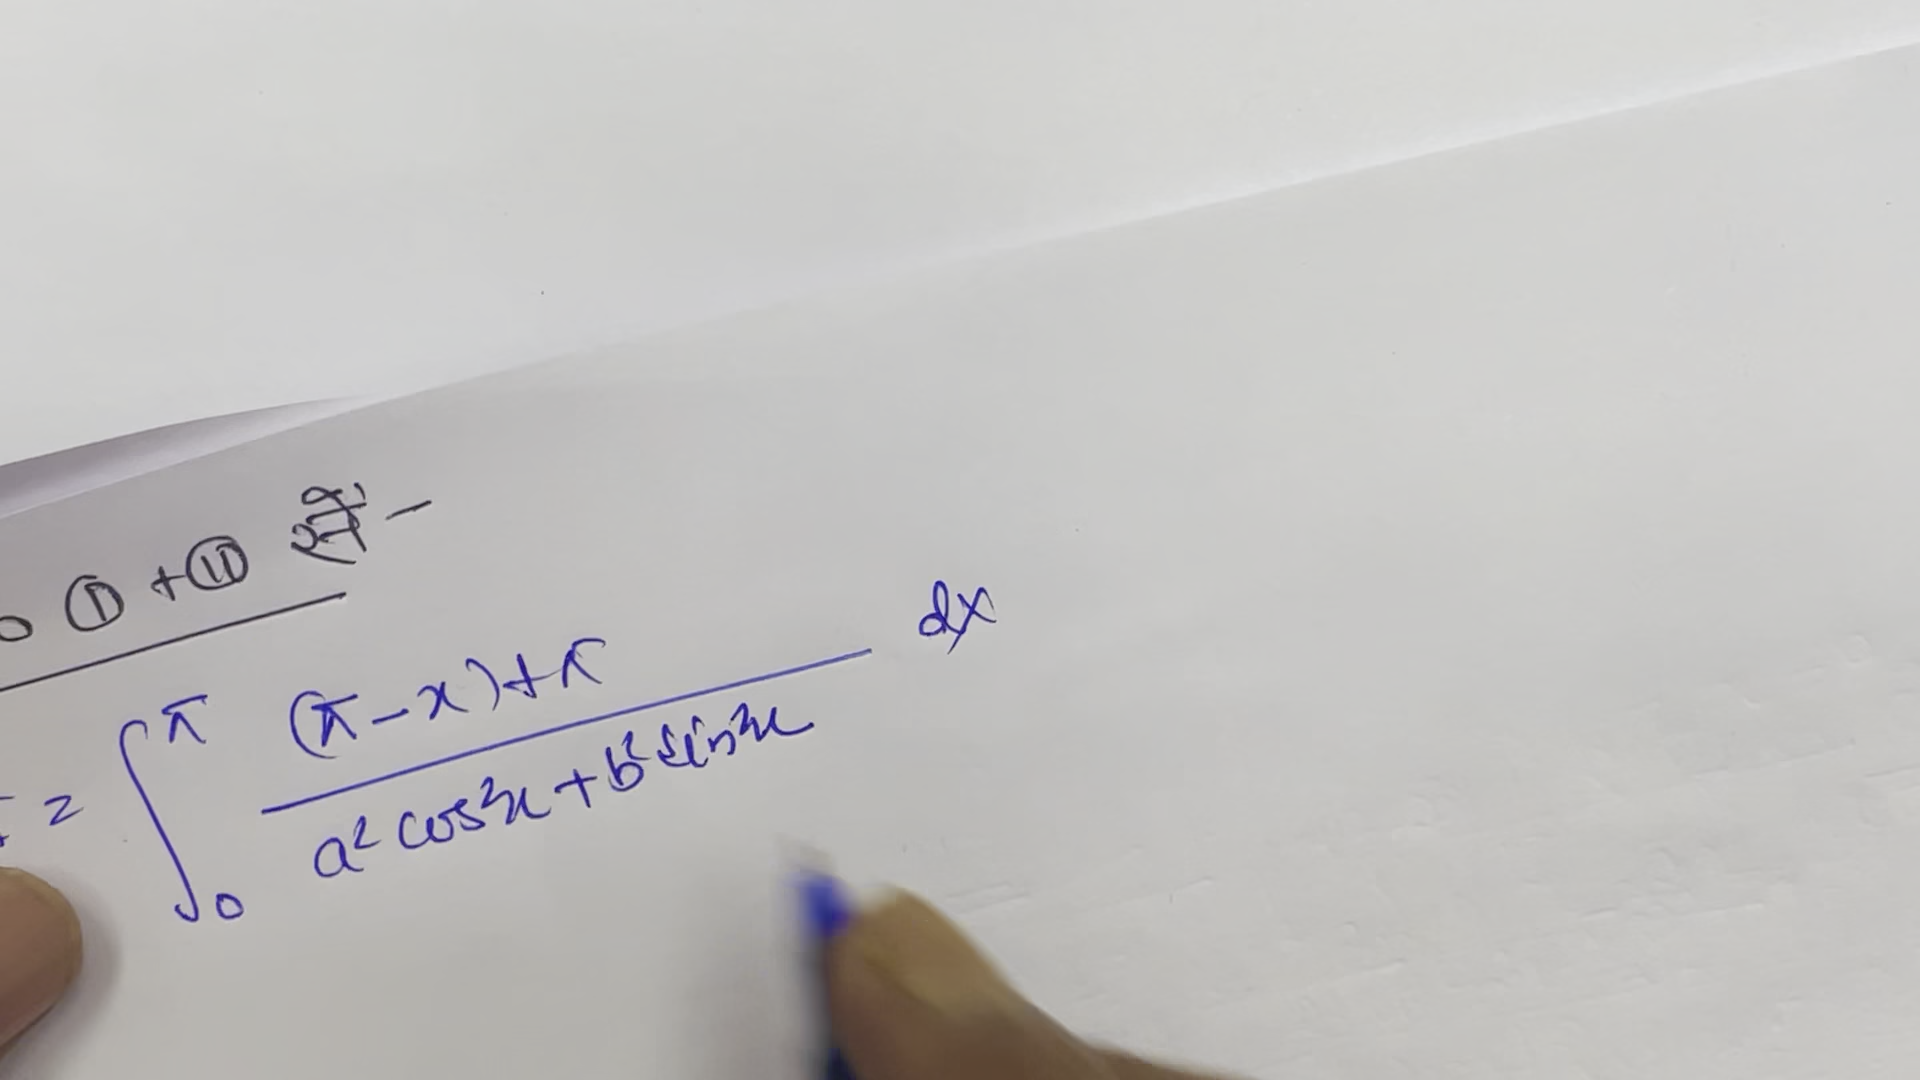 ① + ⑪ से -
= ∫₀^π (π-x)+x / a² cos²x + b² sin²x dx